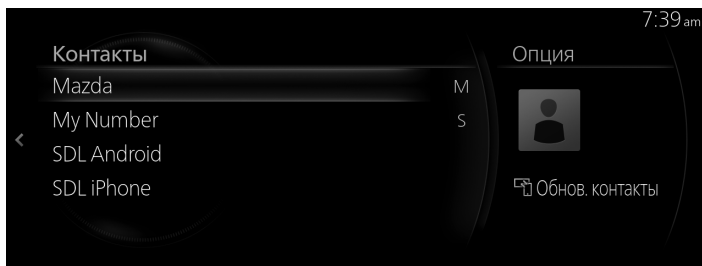 7:39 am
Контакты
Опция
Mazda M
My Number S
SDL Android
SDL iPhone
Обнов. контакты